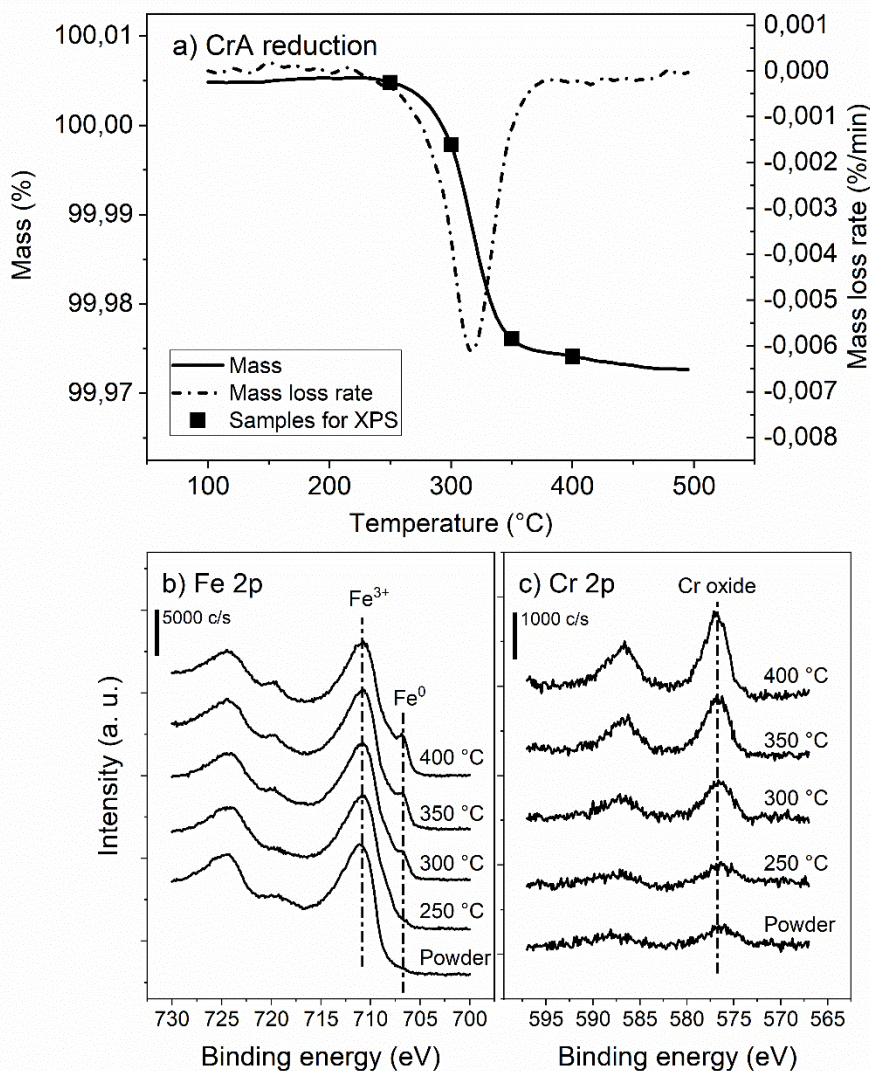 a) CrA reduction
100,01
100,00
99,99
99,98
99,97
Mass (%)
0,001
0,000
-0,001
-0,002
-0,003
-0,004
-0,005
-0,006
-0,007
-0,008
Mass loss rate (%/min)
Mass
Mass loss rate
Samples for XPS
100 200 300 400 500
Temperature (°C)
b) Fe 2p
5000 c/s
Fe³⁺
Fe⁰
400 °C
350 °C
300 °C
250 °C
Powder
Intensity (a. u.)
730 725 720 715 710 705 700
Binding energy (eV)
c) Cr 2p
1000 c/s
Cr oxide
400 °C
350 °C
300 °C
250 °C
Powder
595 590 585 580 575 570 565
Binding energy (eV)